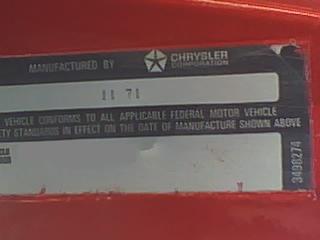 MANUFACTURED BY CHRYSLER CORPORATION
11 71
VEHICLE CONFORMS TO ALL APPLICABLE FEDERAL MOTOR VEHICLE
ETY STANDARDS IN EFFECT ON THE DATE OF MANUFACTURE SHOWN ABOVE
3498274